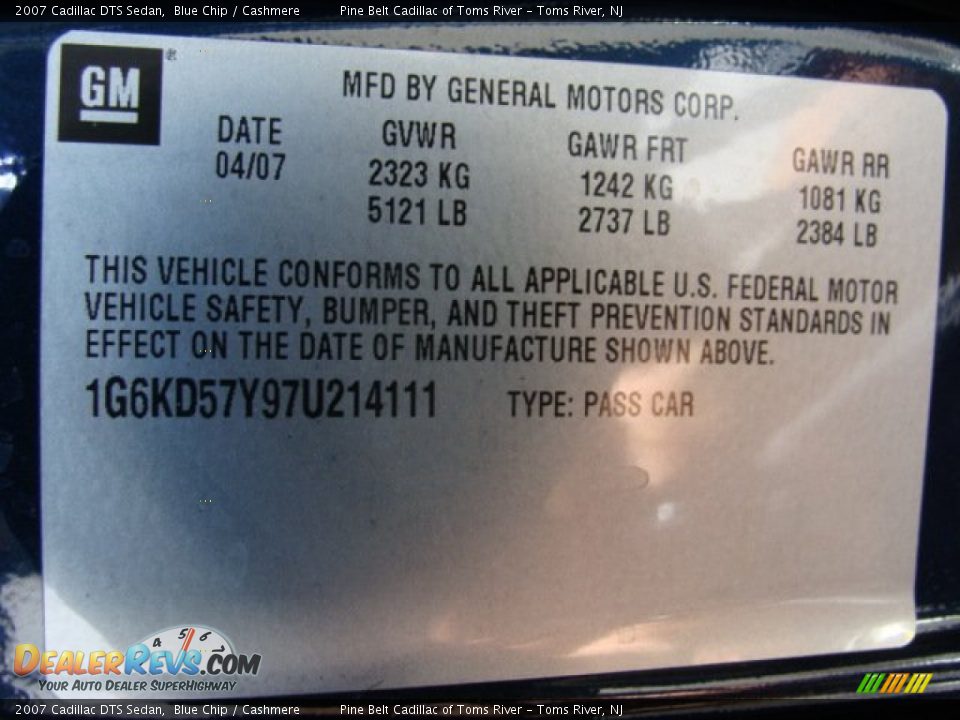 2007 Cadillac DTS Sedan, Blue Chip / Cashmere Pine Belt Cadillac of Toms River - Toms River, NJ
GM
MFD BY GENERAL MOTORS CORP.
DATE GVWR GAWR FRT GAWR RR
04/07 2323 KG 1242 KG 1081 KG
5121 LB 2737 LB 2384 LB
THIS VEHICLE CONFORMS TO ALL APPLICABLE U.S. FEDERAL MOTOR
VEHICLE SAFETY, BUMPER, AND THEFT PREVENTION STANDARDS IN
EFFECT ON THE DATE OF MANUFACTURE SHOWN ABOVE.
1G6KD57Y97U214111 TYPE: PASS CAR
4 5 6
DEALERREVS.COM
YOUR AUTO DEALER SUPERHIGHWAY
2007 Cadillac DTS Sedan, Blue Chip / Cashmere Pine Belt Cadillac of Toms River - Toms River, NJ